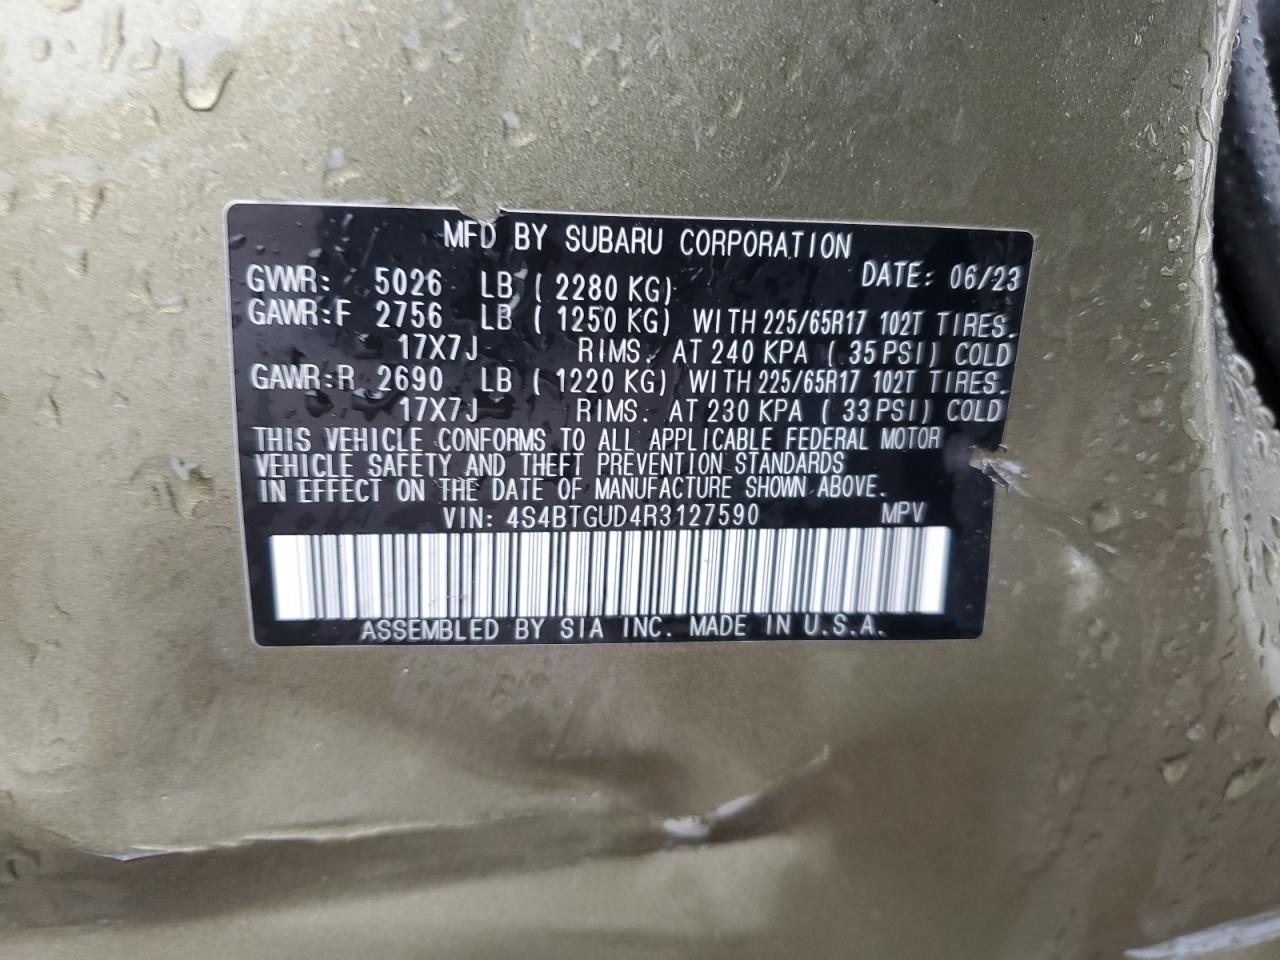 MFD BY SUBARU CORPORATION
GVWR: 5026 LB ( 2280 KG) DATE: 06/23
GAWR:F 2756 LB ( 1250 KG) WITH 225/65R17 102T TIRES.
17X7J RIMS. AT 240 KPA ( 35 PSI) COLD
GAWR:R 2690 LB ( 1220 KG) WITH 225/65R17 102T TIRES.
17X7J RIMS. AT 230 KPA ( 33 PSI) COLD
THIS VEHICLE CONFORMS TO ALL APPLICABLE FEDERAL MOTOR
VEHICLE SAFETY AND THEFT PREVENTION STANDARDS
IN EFFECT ON THE DATE OF MANUFACTURE SHOWN ABOVE.
VIN: 4S4BTGUD4R3127590 MPV
ASSEMBLED BY SIA INC. MADE IN U.S.A.